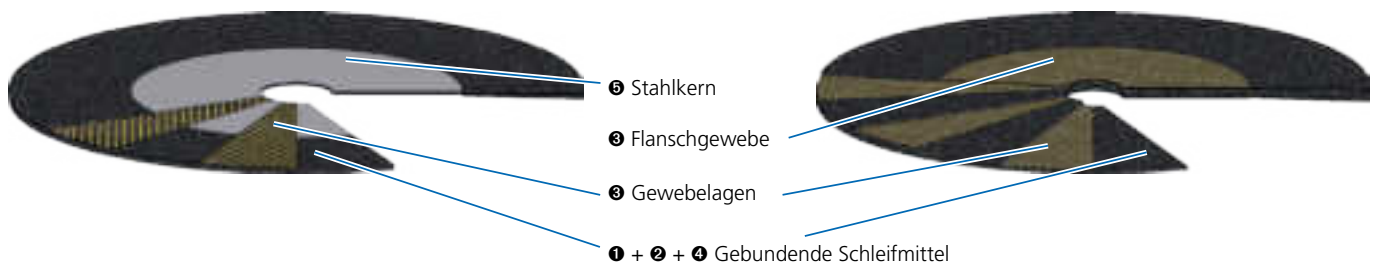 ❺ Stahlkern
❸ Flanschgewebe
❸ Gewebelagen
❶ + ❷ + ❹ Gebundende Schleifmittel